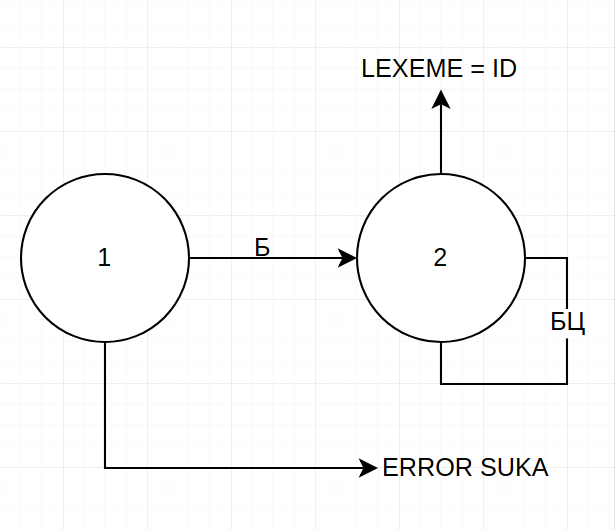 LEXEME = ID
1
Б
2
БЦ
ERROR SUKA